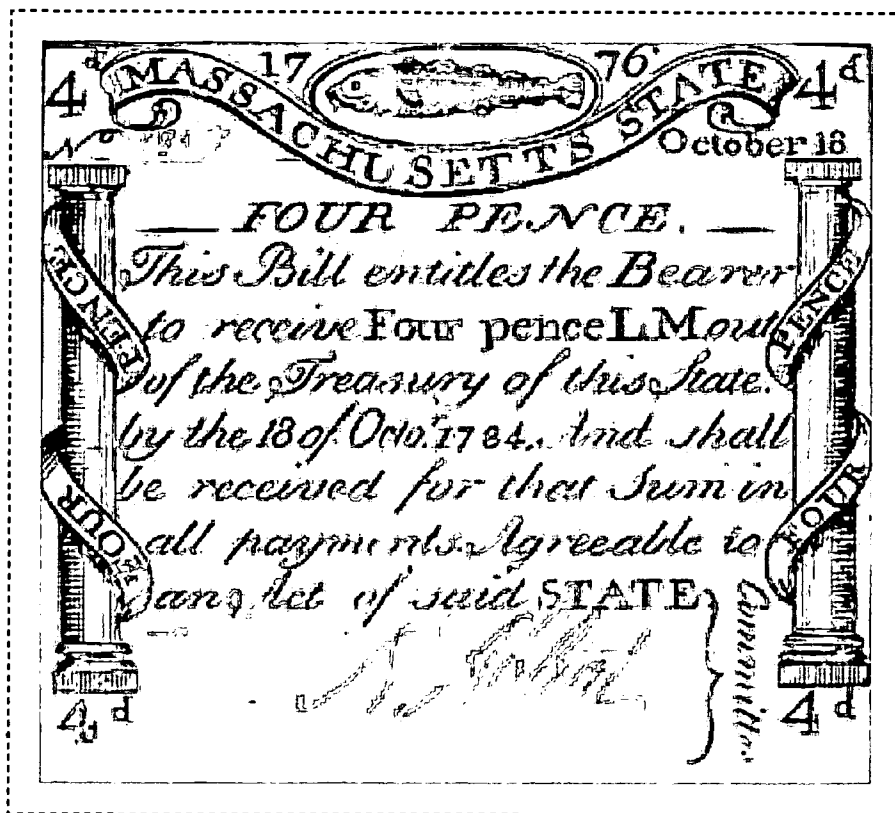 4d 17 76 4d
MASSACHUSETTS STATE
October 18
FOUR PENCE.
This Bill entitles the Bearer
to receive Four pence LM out
of the Treasury of this State.
by the 18 of Octo.r 1784. And shall
be received for that Sum in
all payments Agreeable to
an Act of said STATE
Committee
FOUR PENCE
FOUR PENCE
4d 4d